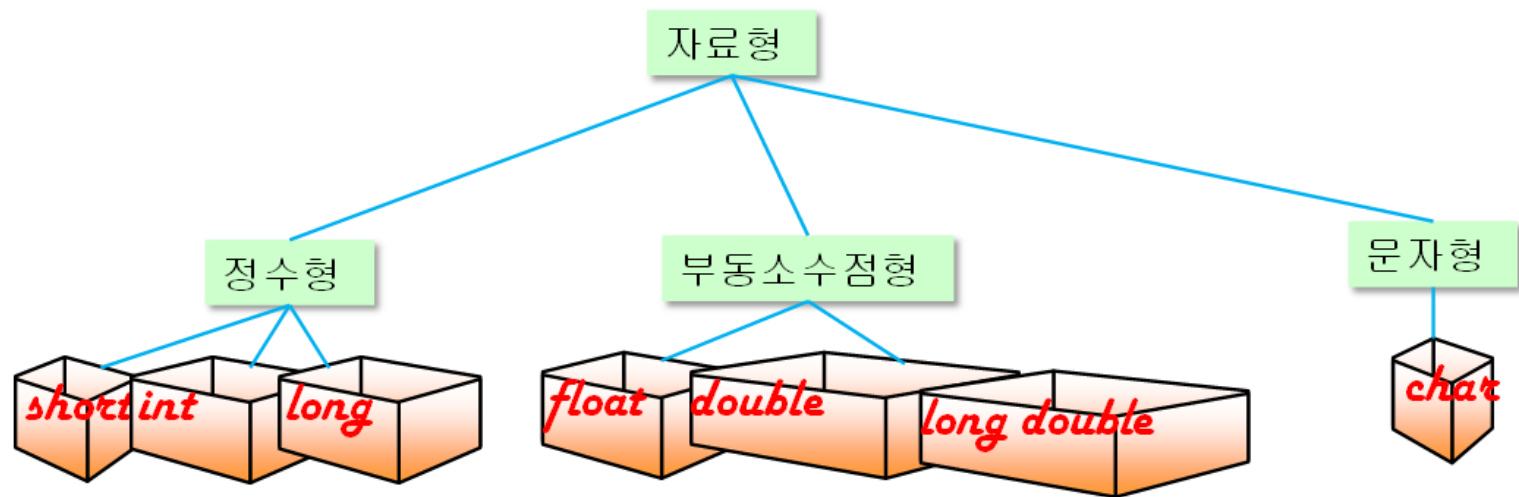 자료형
정수형
부동소수점형
문자형
short
int
long
float
double
long double
char